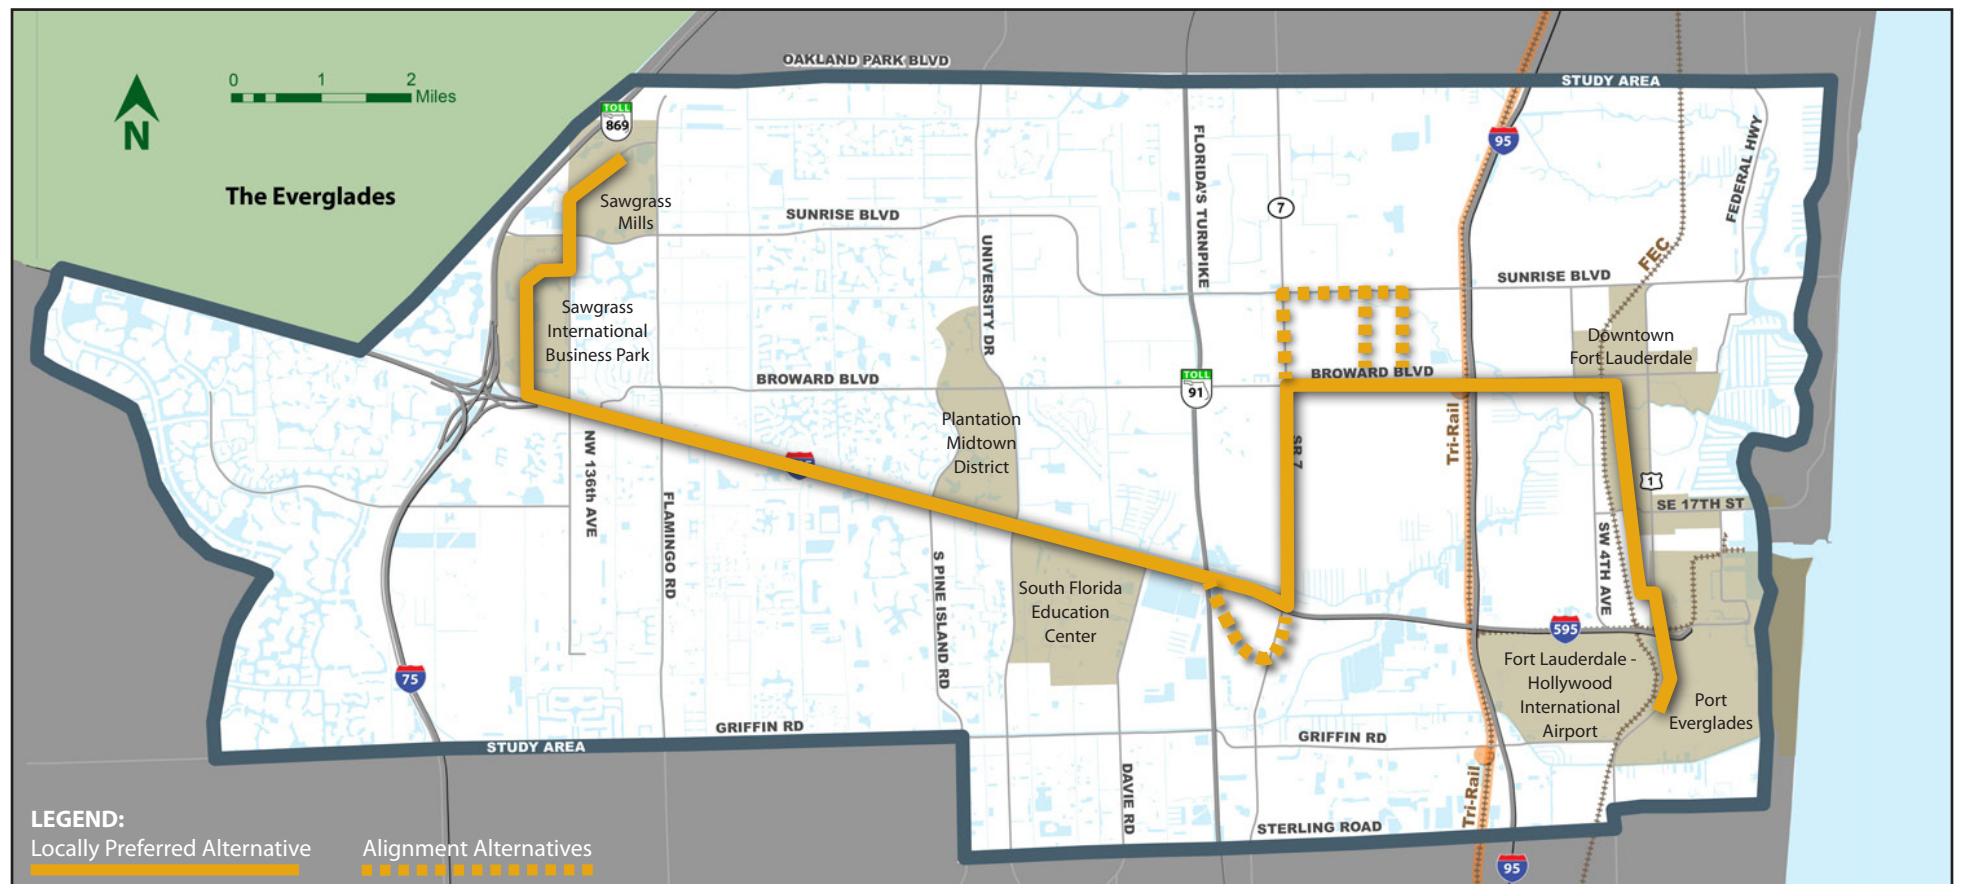 OAKLAND PARK BLVD
STUDY AREA
0 1 2
Miles
N
TOLL
869
95
The Everglades
Sawgrass
Mills
SUNRISE BLVD
UNIVERSITY DR
FLORIDA'S TURNPIKE
7
FEDERAL HWY
FEC
SUNRISE BLVD
Sawgrass
International
Business Park
Downtown
Fort Lauderdale
BROWARD BLVD
TOLL
91
BROWARD BLVD
Plantation
Midtown
District
NW 136th AVE
FLAMINGO RD
SR 7
Tri-Rail
1
SE 17TH ST
SW 4TH AVE
S PINE ISLAND RD
South Florida
Education
Center
595
75
Fort Lauderdale -
Hollywood
International
Airport
Port
Everglades
GRIFFIN RD
GRIFFIN RD
STUDY AREA
DAVIE RD
Tri-Rail
STERLING ROAD
95
LEGEND:
Locally Preferred Alternative
Alignment Alternatives